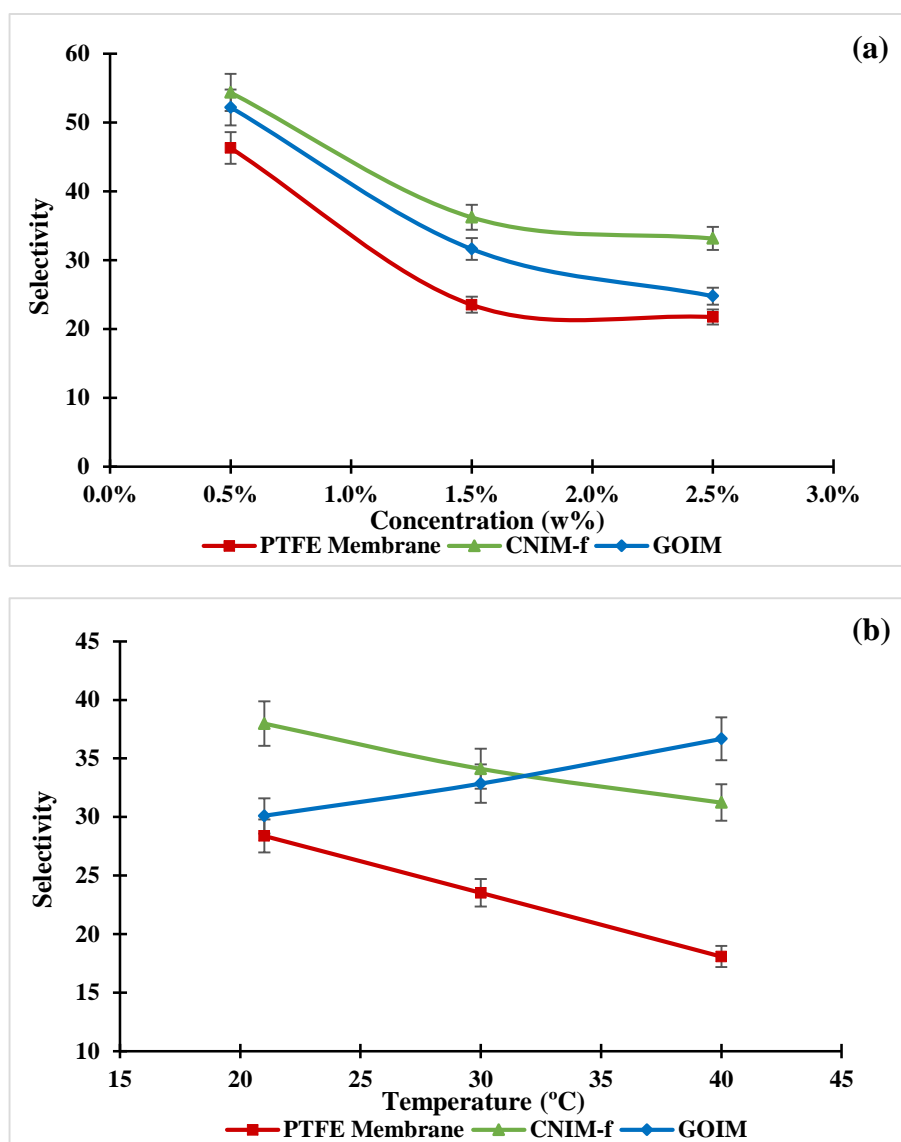 (a)
60
50
40
30
20
10
0
Selectivity
0.0% 0.5% 1.0% 1.5% 2.0% 2.5% 3.0%
Concentration (w%)
PTFE Membrane CNIM-f GOIM
(b)
45
40
35
30
25
20
15
10
Selectivity
15 20 25 30 35 40 45
Temperature (ºC)
PTFE Membrane CNIM-f GOIM